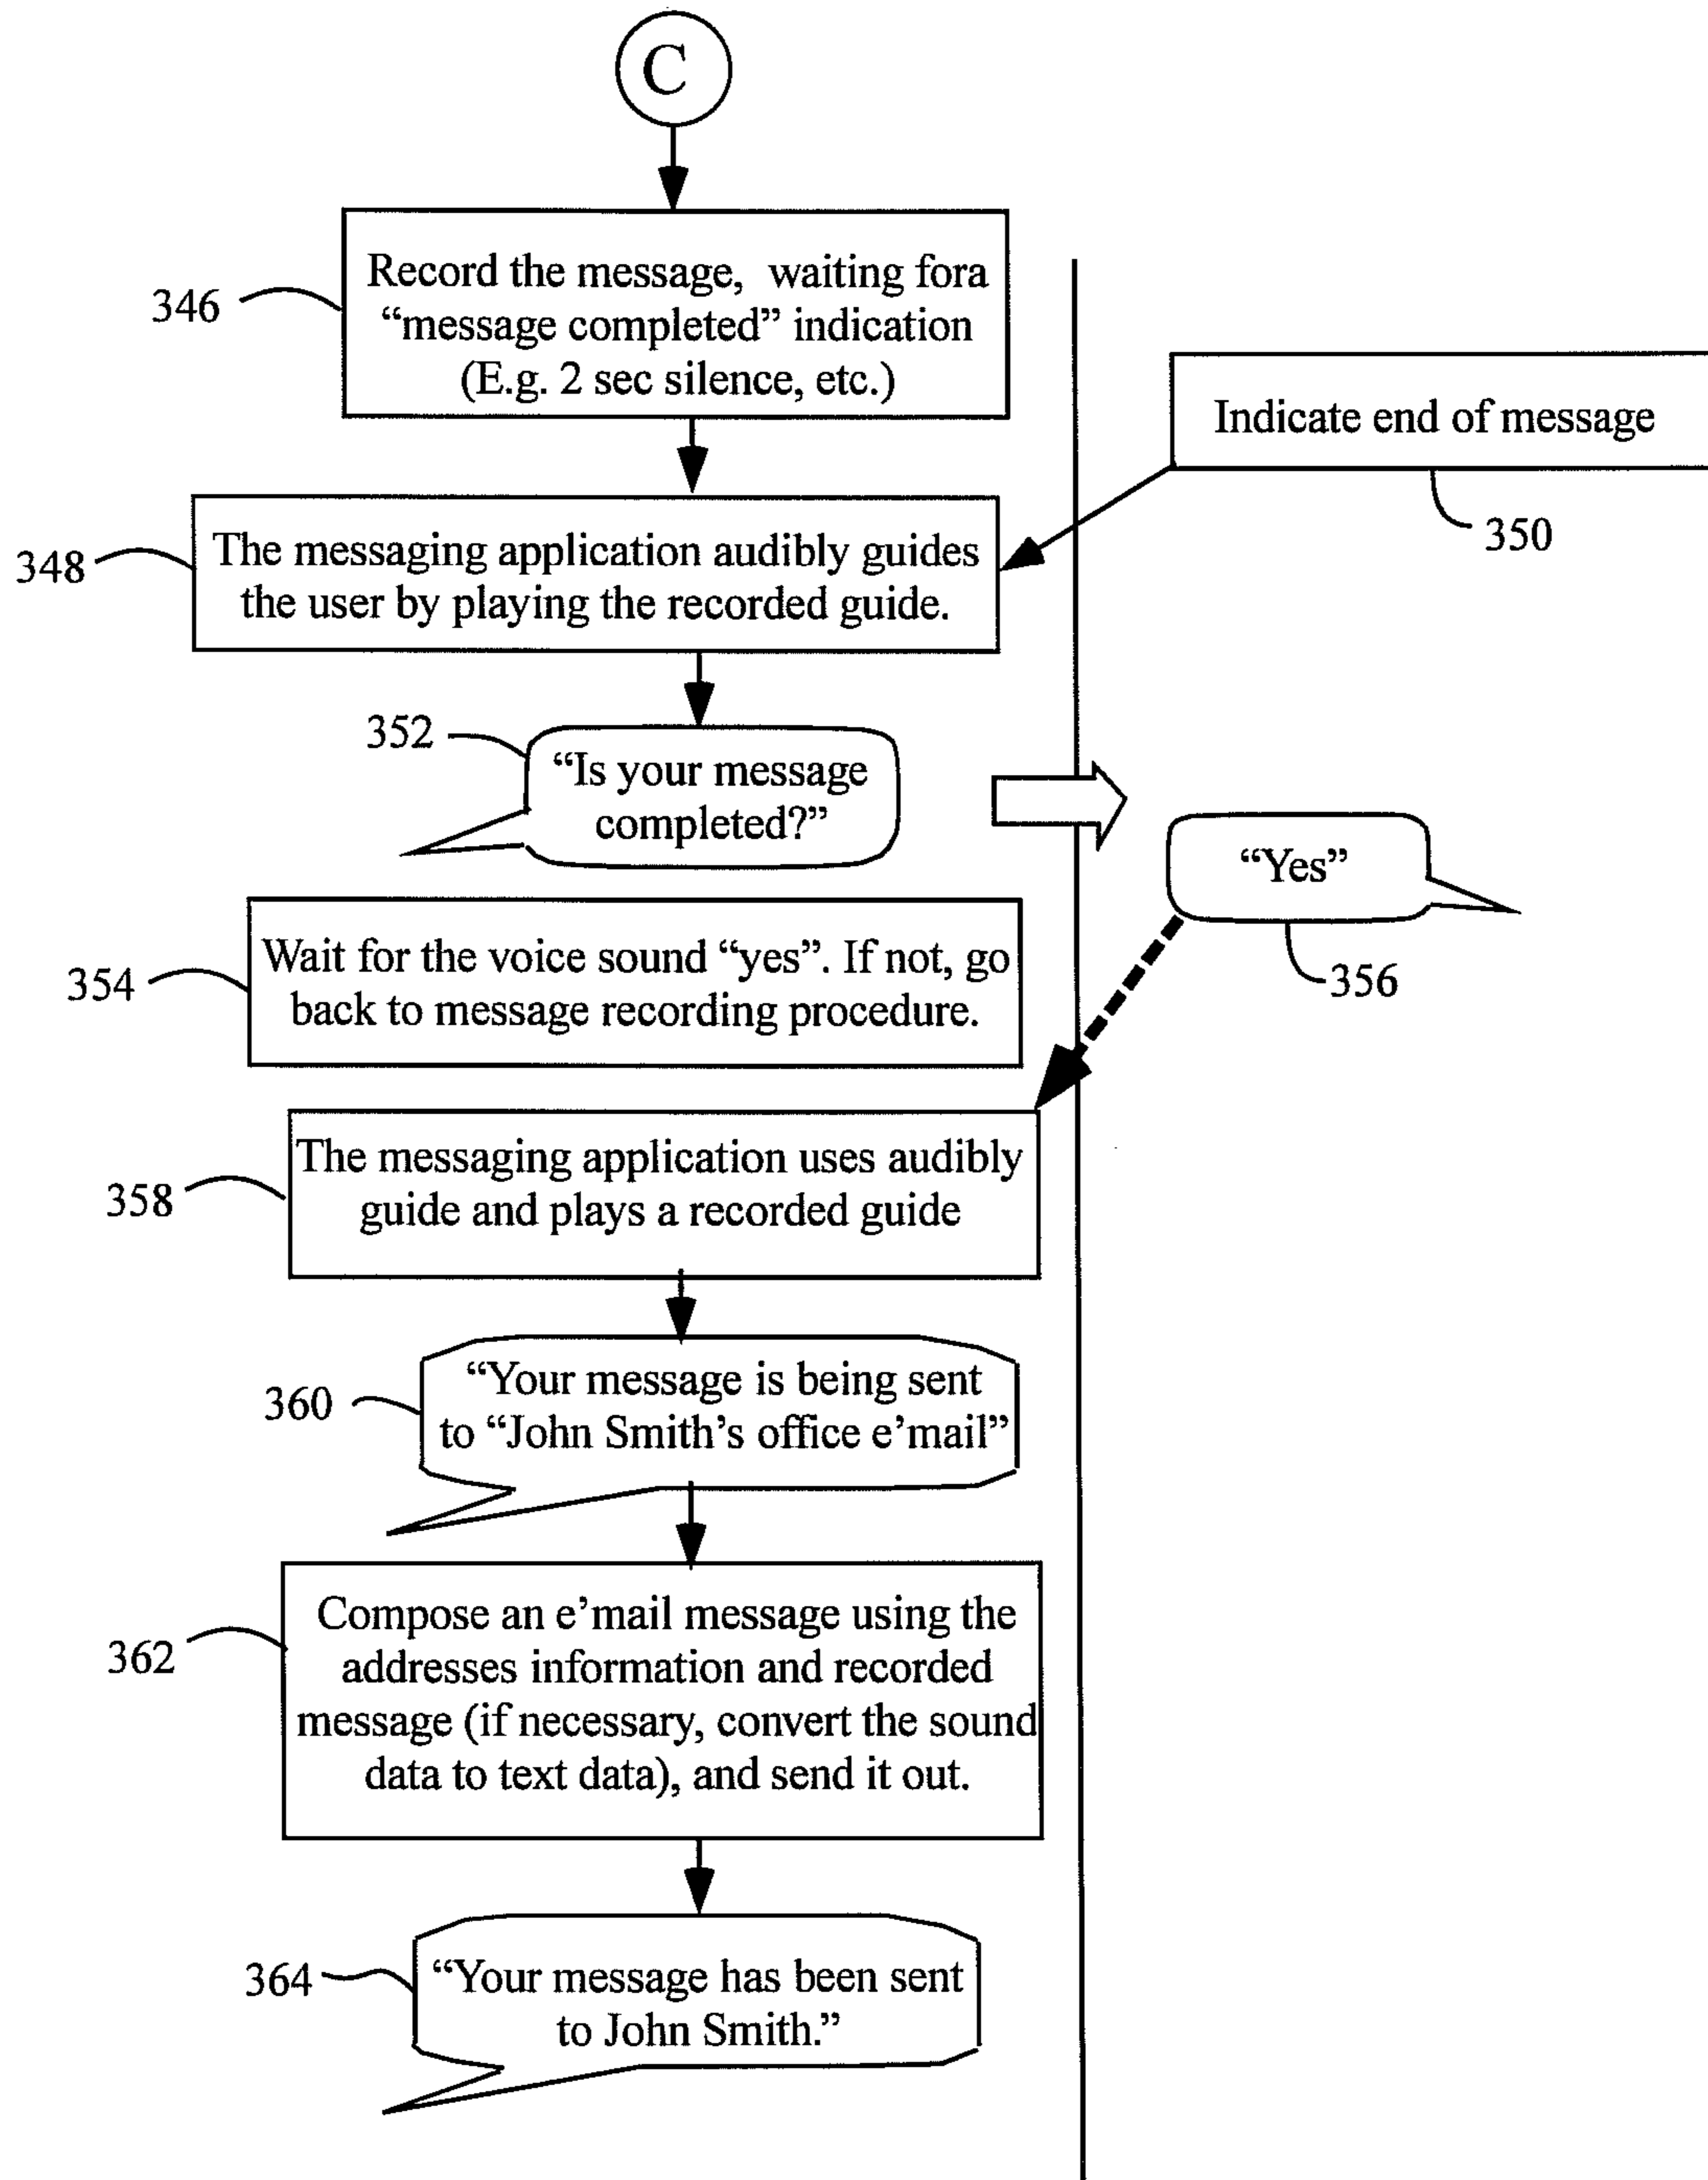 C
346
Record the message, waiting fora
“message completed” indication
(E.g. 2 sec silence, etc.)
Indicate end of message
350
348
The messaging application audibly guides
the user by playing the recorded guide.
352
“Is your message
completed?”
“Yes”
356
354
Wait for the voice sound “yes”. If not, go
back to message recording procedure.
358
The messaging application uses audibly
guide and plays a recorded guide
360
“Your message is being sent
to “John Smith’s office e’mail”
362
Compose an e’mail message using the
addresses information and recorded
message (if necessary, convert the sound
data to text data), and send it out.
364
“Your message has been sent
to John Smith.”